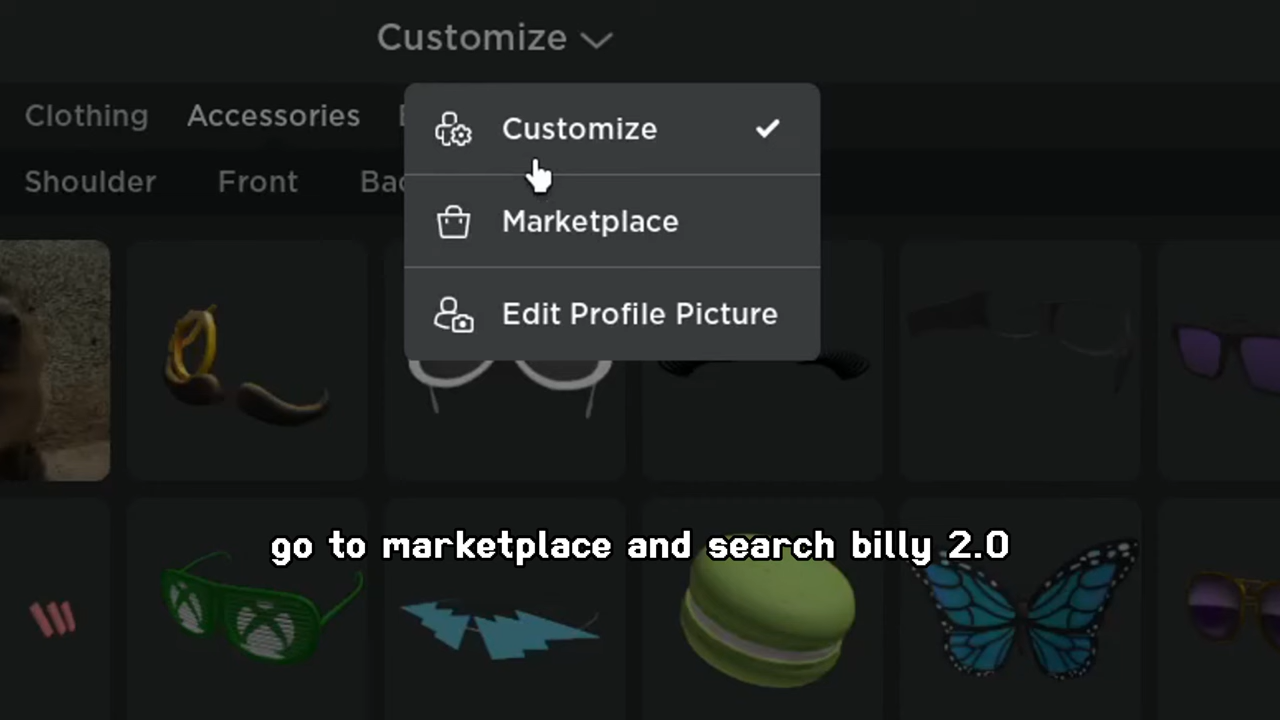 Customize
Clothing Accessories
Customize
Shoulder Front
Marketplace
Edit Profile Picture
go to marketplace and search billy 2.0